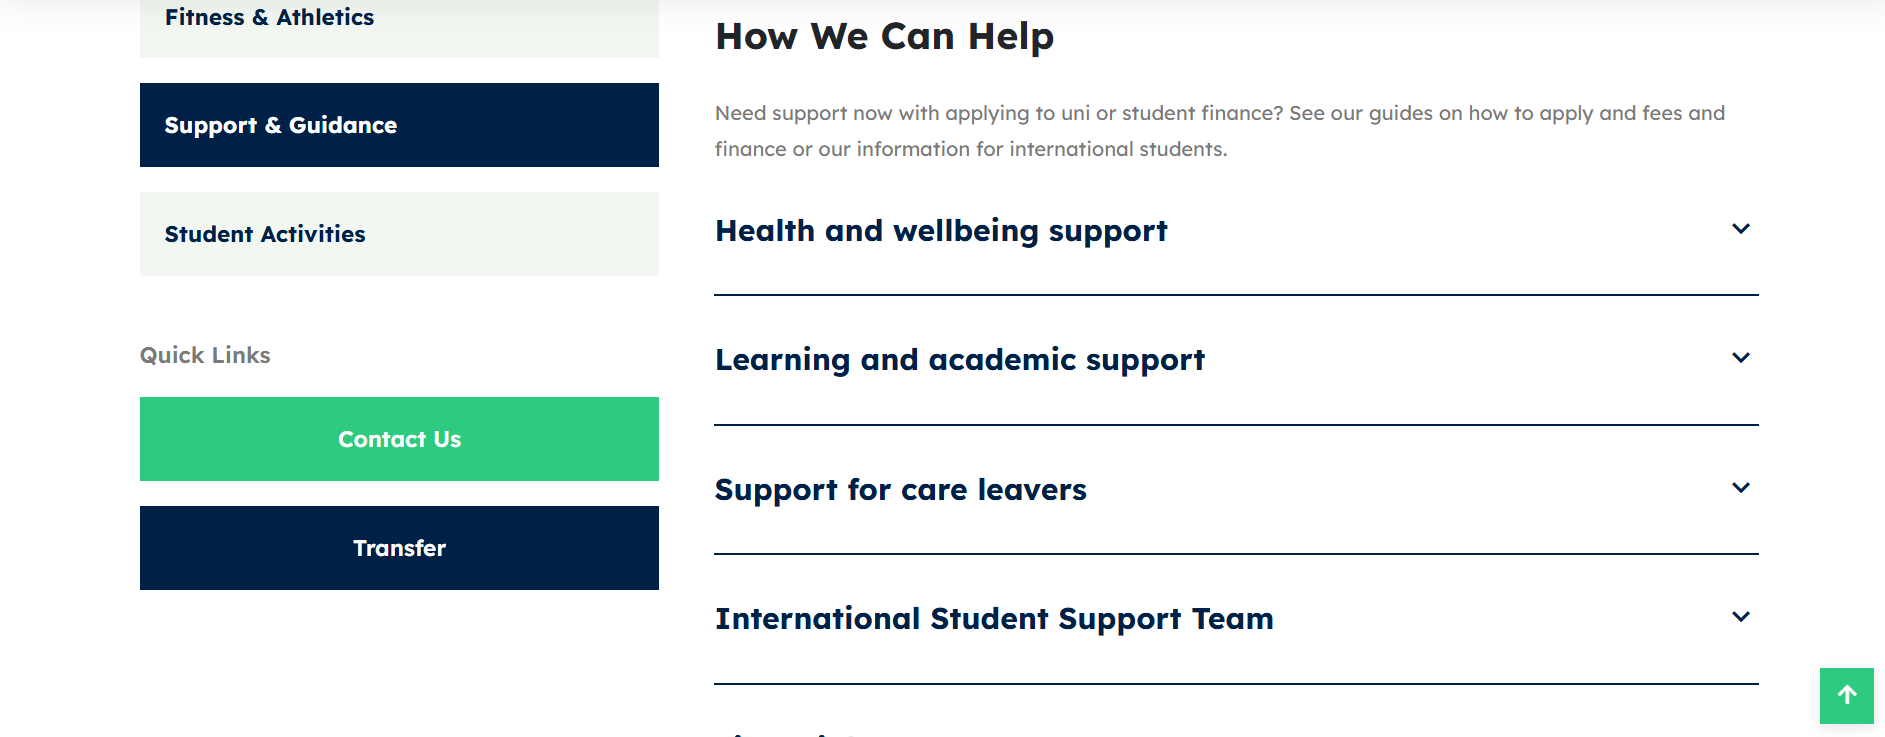 Fitness & Athletics
Support & Guidance
Student Activities
Quick Links
Contact Us
Transfer
How We Can Help
Need support now with applying to uni or student finance? See our guides on how to apply and fees and
finance or our information for international students.
Health and wellbeing support
Learning and academic support
Support for care leavers
International Student Support Team